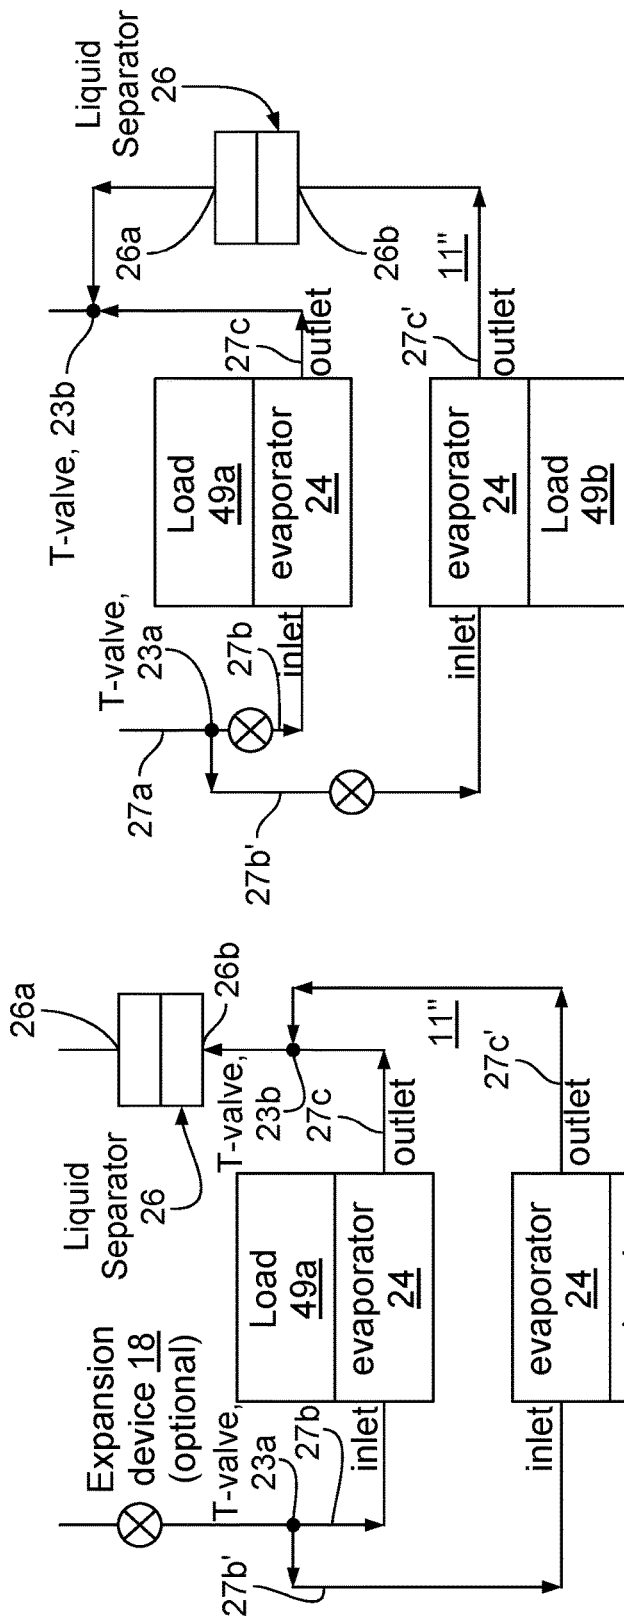 Expansion
device 18
(optional)
Liquid
Separator
26
26a
26b
T-valve,
23a
T-valve,
23b
27b
27c
Load
49a
inlet
evaporator
24
outlet
27b'
11"
27c'
inlet
evaporator
24
outlet
T-valve, 23b
Liquid
Separator
26
26a
26b
27a
T-valve,
23a
Load
49a
27b
27c
inlet
evaporator
24
outlet
27b'
11"
27c'
inlet
evaporator
24
outlet
Load
49b